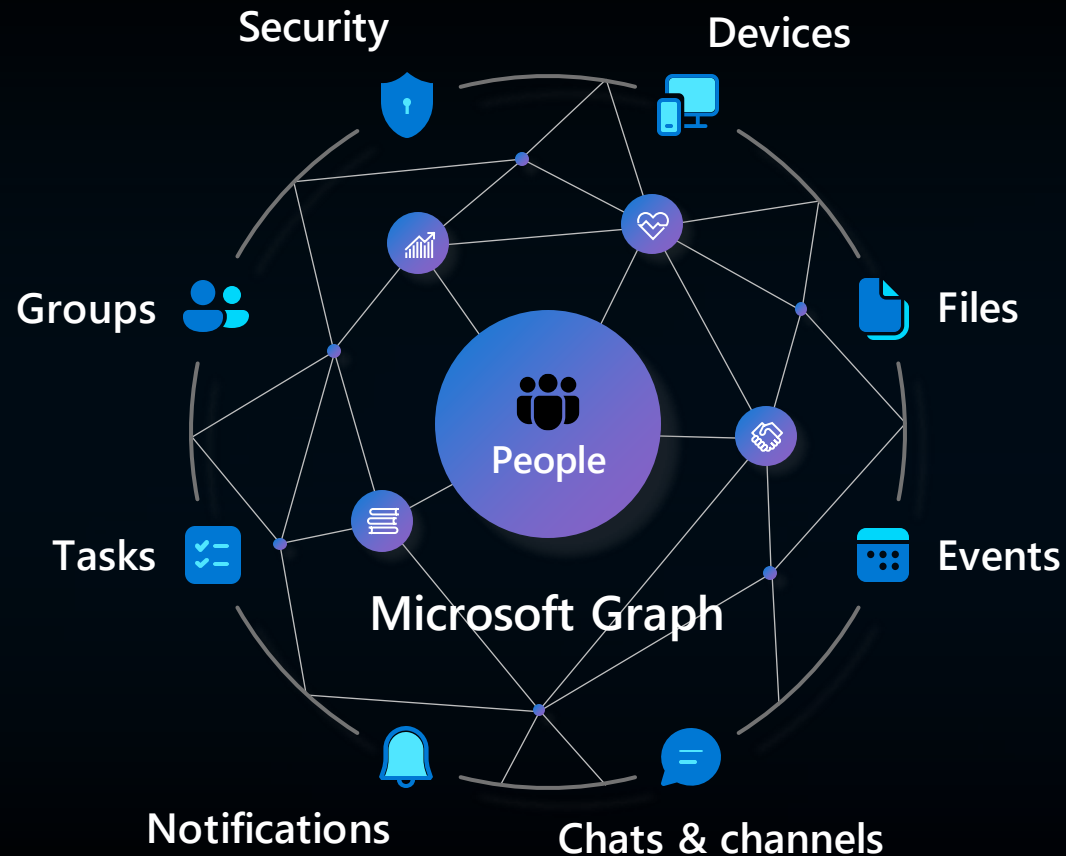 Security
Devices
Groups
Files
People
Tasks
Events
Microsoft Graph
Notifications
Chats & channels